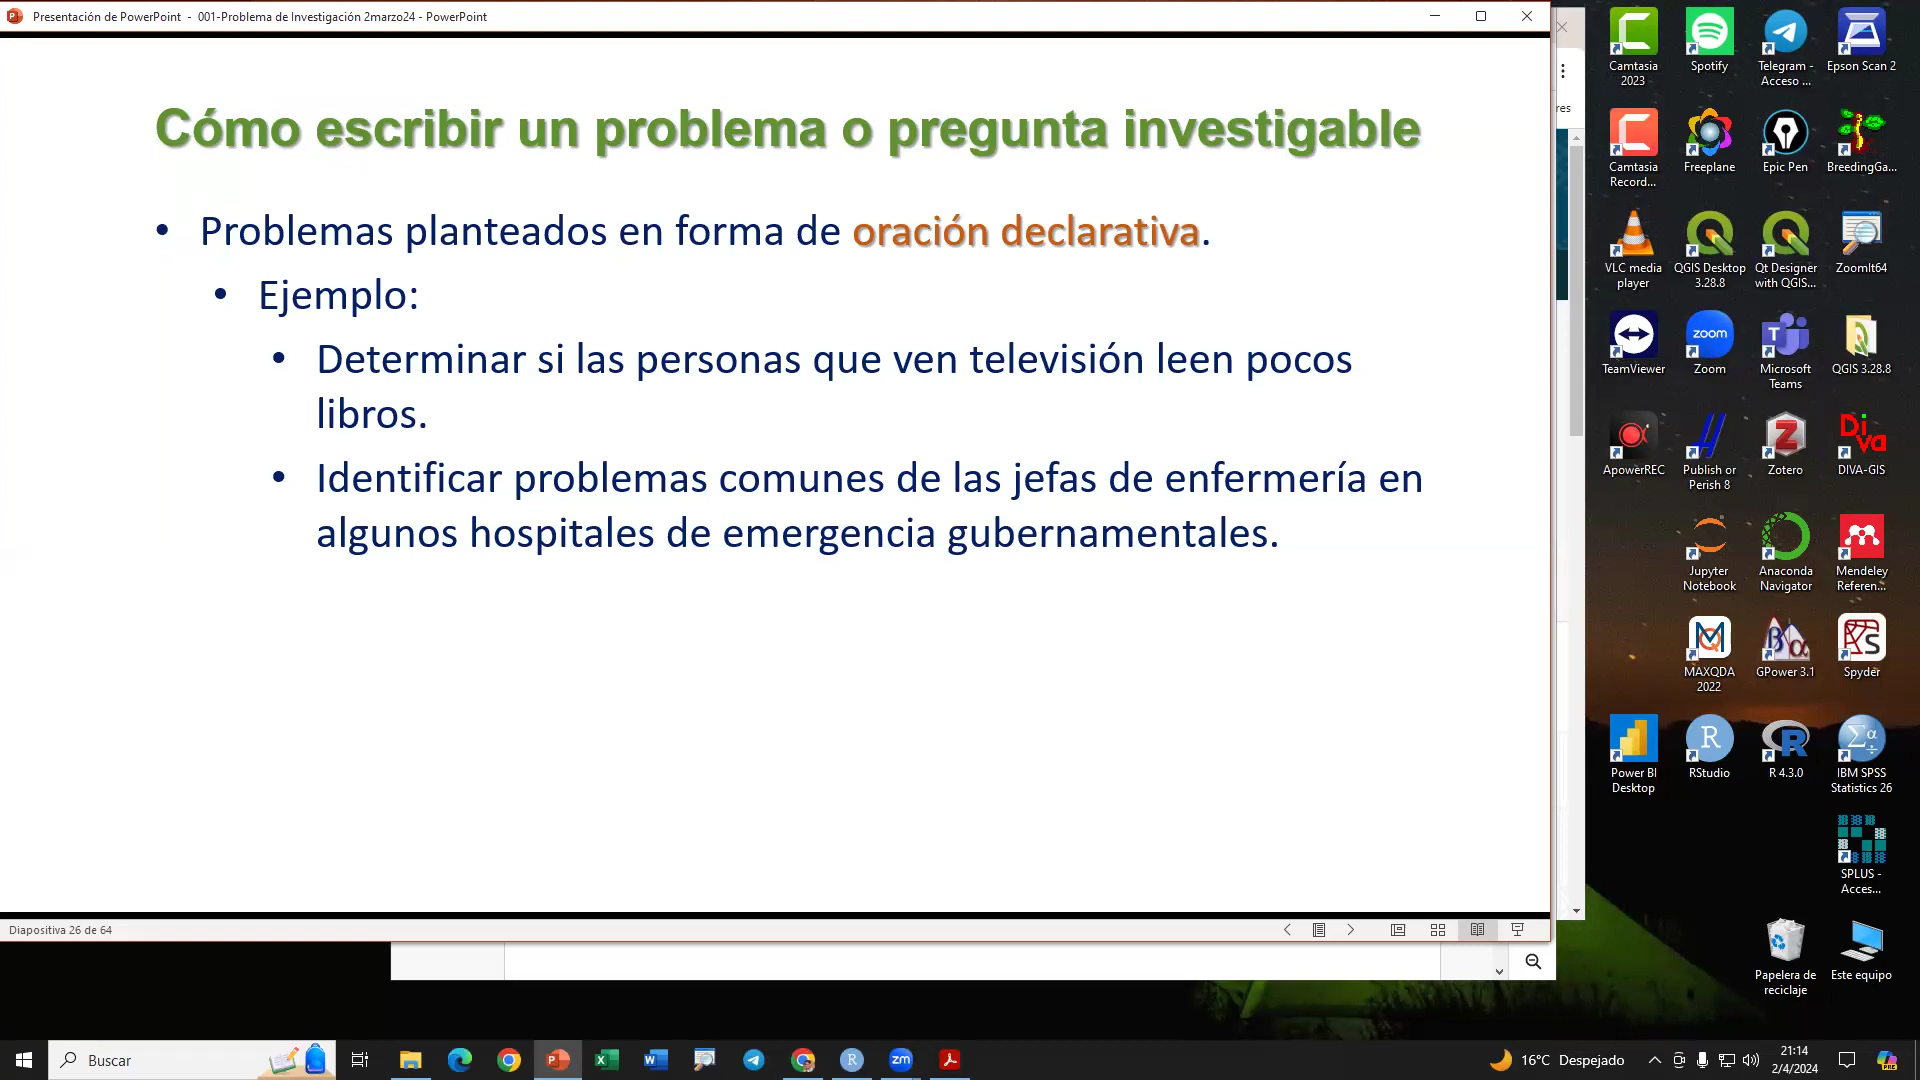 Presentación de PowerPoint - 001-Problema de Investigación 2marzo24 - PowerPoint
Cómo escribir un problema o pregunta investigable
• Problemas planteados en forma de oración declarativa.
• Ejemplo:
• Determinar si las personas que ven televisión leen pocos
libros.
• Identificar problemas comunes de las jefas de enfermería en
algunos hospitales de emergencia gubernamentales.
Diapositiva 26 de 64
res
Camtasia
2023
Spotify
Telegram -
Acceso ...
Epson Scan 2
Camtasia
Record...
Freeplane
Epic Pen
BreedingGa...
VLC media
player
QGIS Desktop
3.28.8
Qt Designer
with QGIS...
ZoomIt64
zoom
TeamViewer
Zoom
Microsoft
Teams
QGIS 3.28.8
DiVa
ApowerREC
Publish or
Perish 8
Zotero
DIVA-GIS
Jupyter
Notebook
Anaconda
Navigator
Mendeley
Referen...
MAXQDA
2022
GPower 3.1
Spyder
Power BI
Desktop
RStudio
R 4.3.0
IBM SPSS
Statistics 26
SPLUS -
Acces...
Papelera de
reciclaje
Este equipo
Buscar
zm
16°C Despejado
21:14
2/4/2024